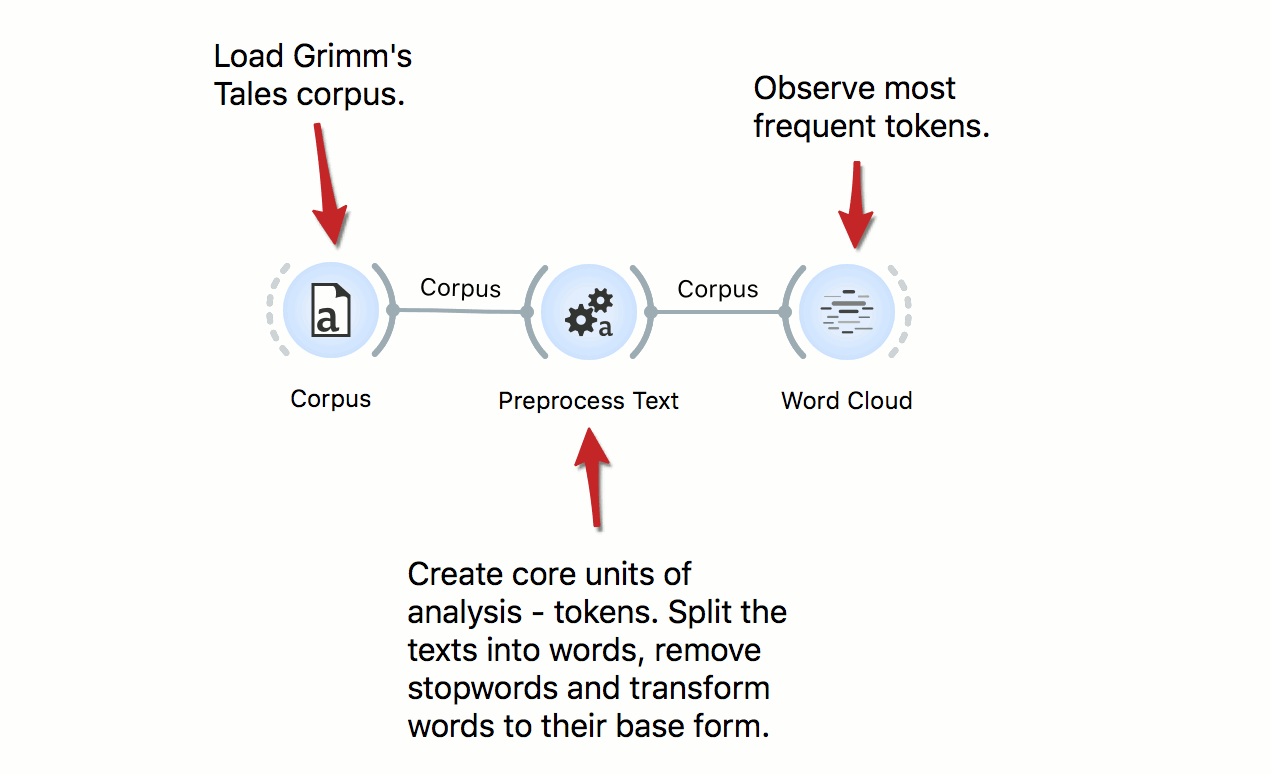 Load Grimm's
Tales corpus.
Observe most
frequent tokens.
Corpus
Corpus
a
a
Corpus
Preprocess Text
Word Cloud
Create core units of
analysis - tokens. Split the
texts into words, remove
stopwords and transform
words to their base form.